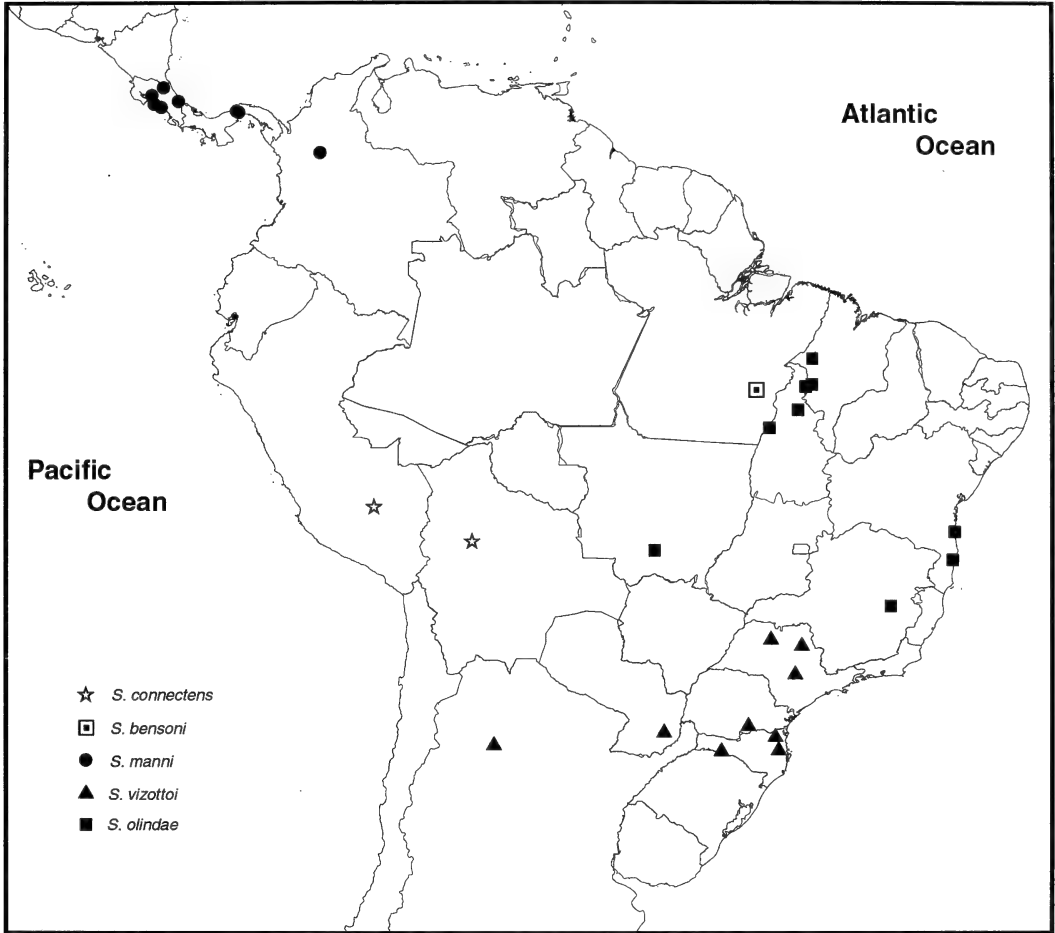 Atlantic
Ocean
Pacific
Ocean
S. connectens
S. bensoni
S. manni
S. vizottoi
S. olindae